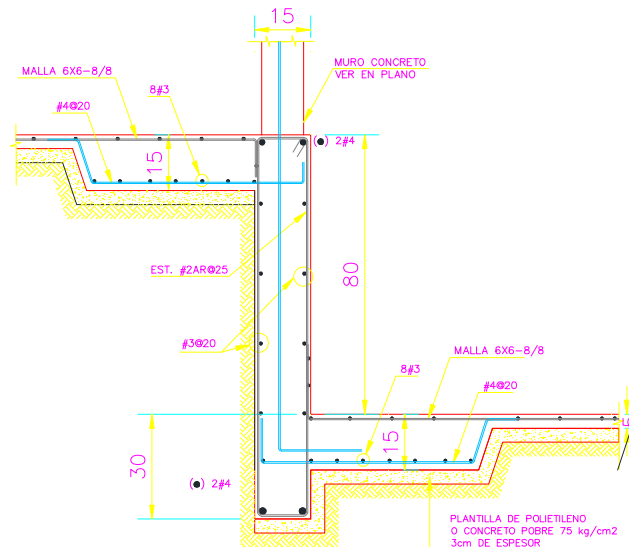 15
MURO CONCRETO
VER EN PLANO
MALLA 6X6-8/8
8#3
#4@20
2#4
15
EST. #2AR@25
80
#3@20
MALLA 6X6-8/8
8#3
#4@20
15
30
2#4
PLANTILLA DE POLIETILENO
O CONCRETO POBRE 75 kg/cm2
3cm DE ESPESOR